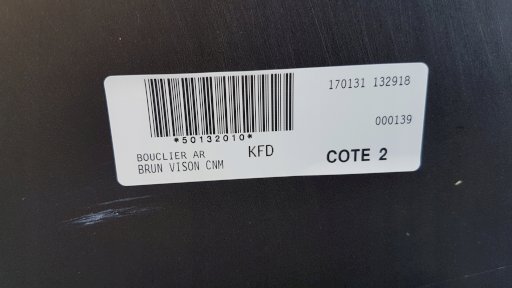 *50132010*
BOUCLIER AR
BRUN VISON CNM
KFD
170131 132918
000139
COTE 2